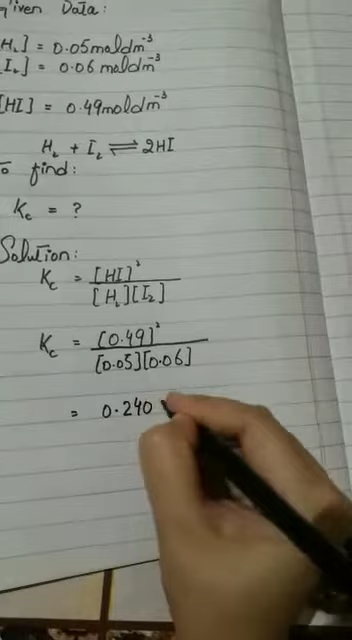 Given Data:
[H₂] = 0.05 mol dm⁻³
[I₂] = 0.06 mol dm⁻³
[HI] = 0.49 mol dm⁻³
H₂ + I₂ ⇌ 2HI
To find:
Kc = ?
Solution:
Kc = [HI]² / [H₂][I₂]
Kc = [0.49]² / [0.05][0.06]
= 0.240